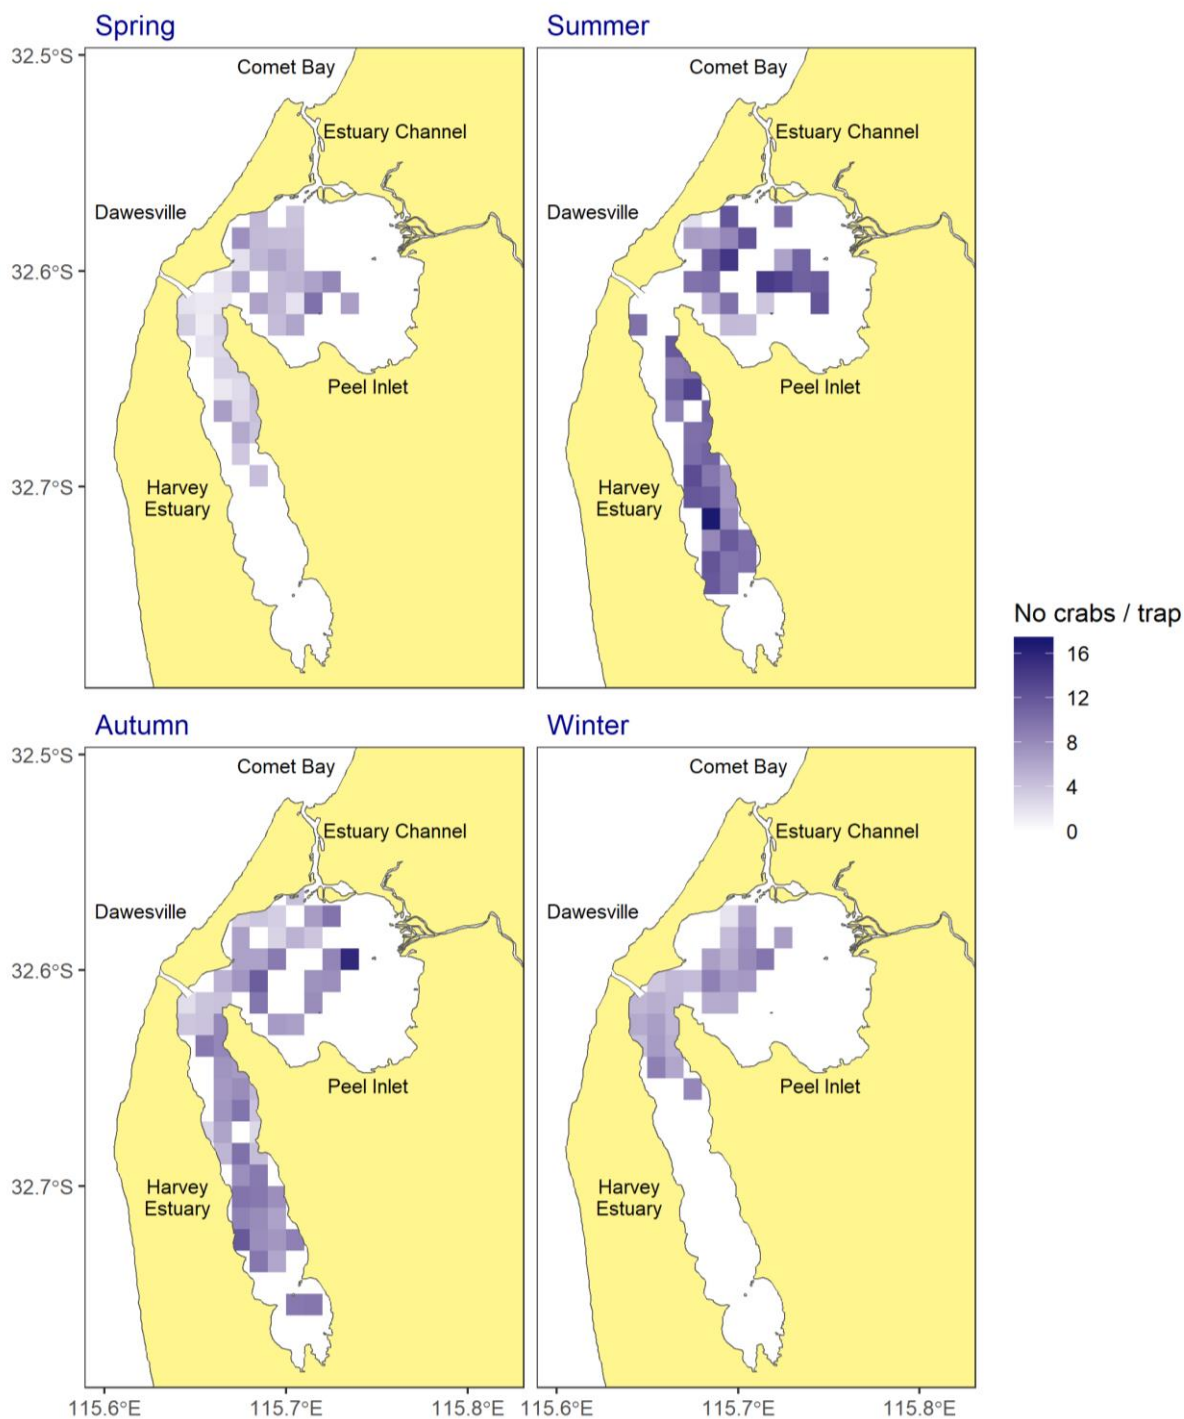 Spring
Summer
32.5°S
Comet Bay
Comet Bay
Estuary Channel
Estuary Channel
Dawesville
Dawesville
32.6°S
Peel Inlet
Peel Inlet
32.7°S
Harvey
Estuary
Harvey
Estuary
No crabs / trap
16
12
8
4
0
Autumn
Winter
32.5°S
Comet Bay
Comet Bay
Estuary Channel
Estuary Channel
Dawesville
Dawesville
32.6°S
Peel Inlet
Peel Inlet
32.7°S
Harvey
Estuary
Harvey
Estuary
115.6°E 115.7°E 115.8°E 115.6°E 115.7°E 115.8°E